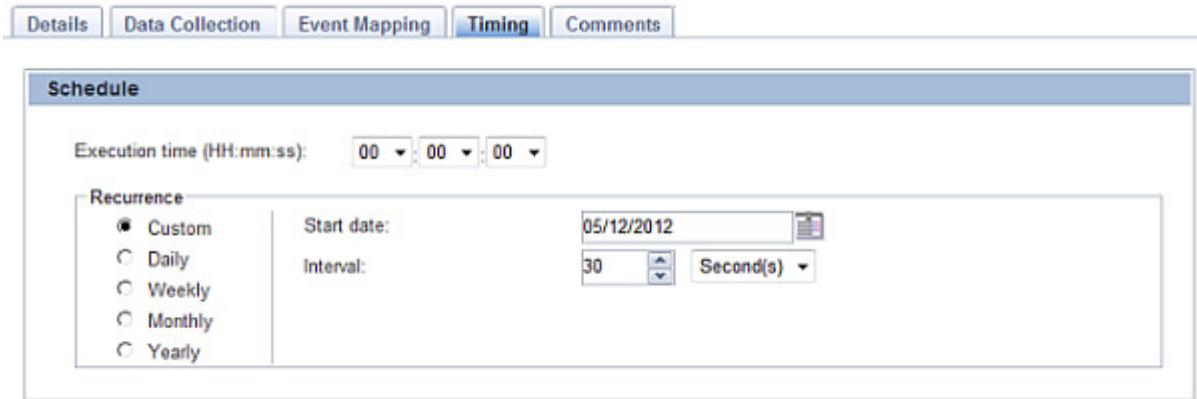 Details Data Collection Event Mapping Timing Comments
Schedule
Execution time (HH:mm:ss): 00 : 00 : 00
Recurrence
Custom Start date: 05/12/2012
Daily Interval: 30 Second(s)
Weekly
Monthly
Yearly